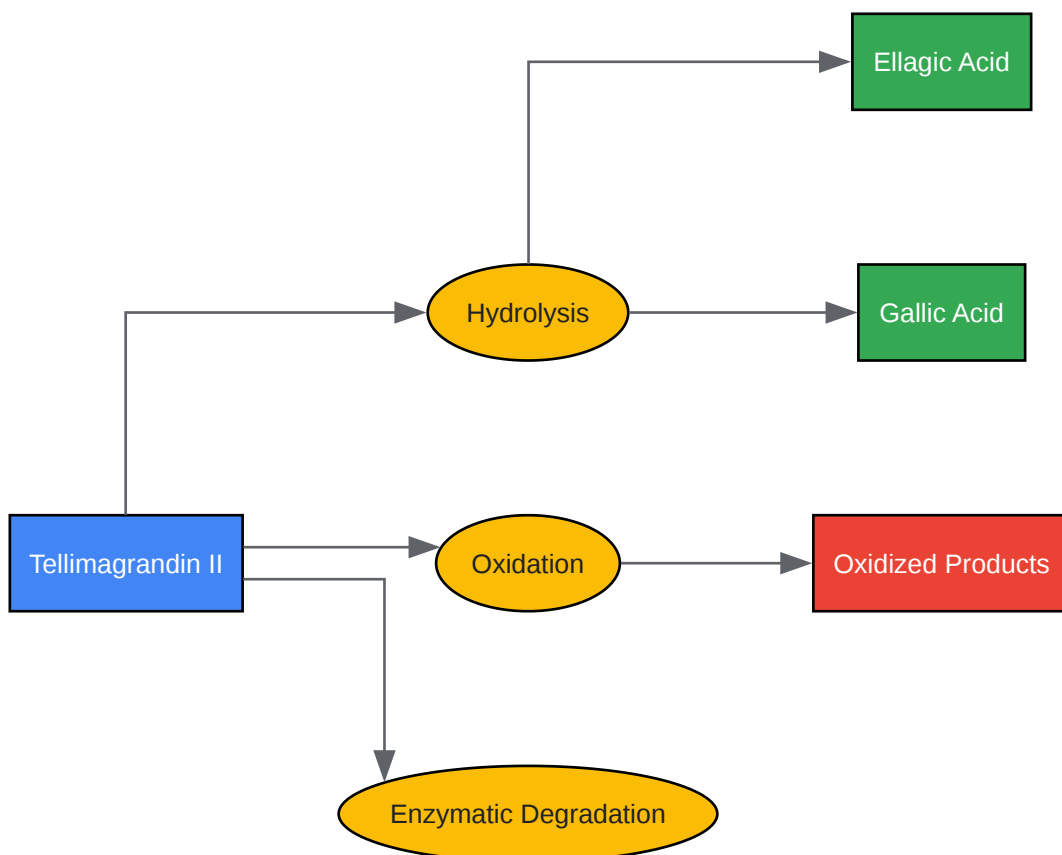 Ellagic Acid
Hydrolysis
Gallic Acid
Tellimagrandin II
Oxidation
Oxidized Products
Enzymatic Degradation